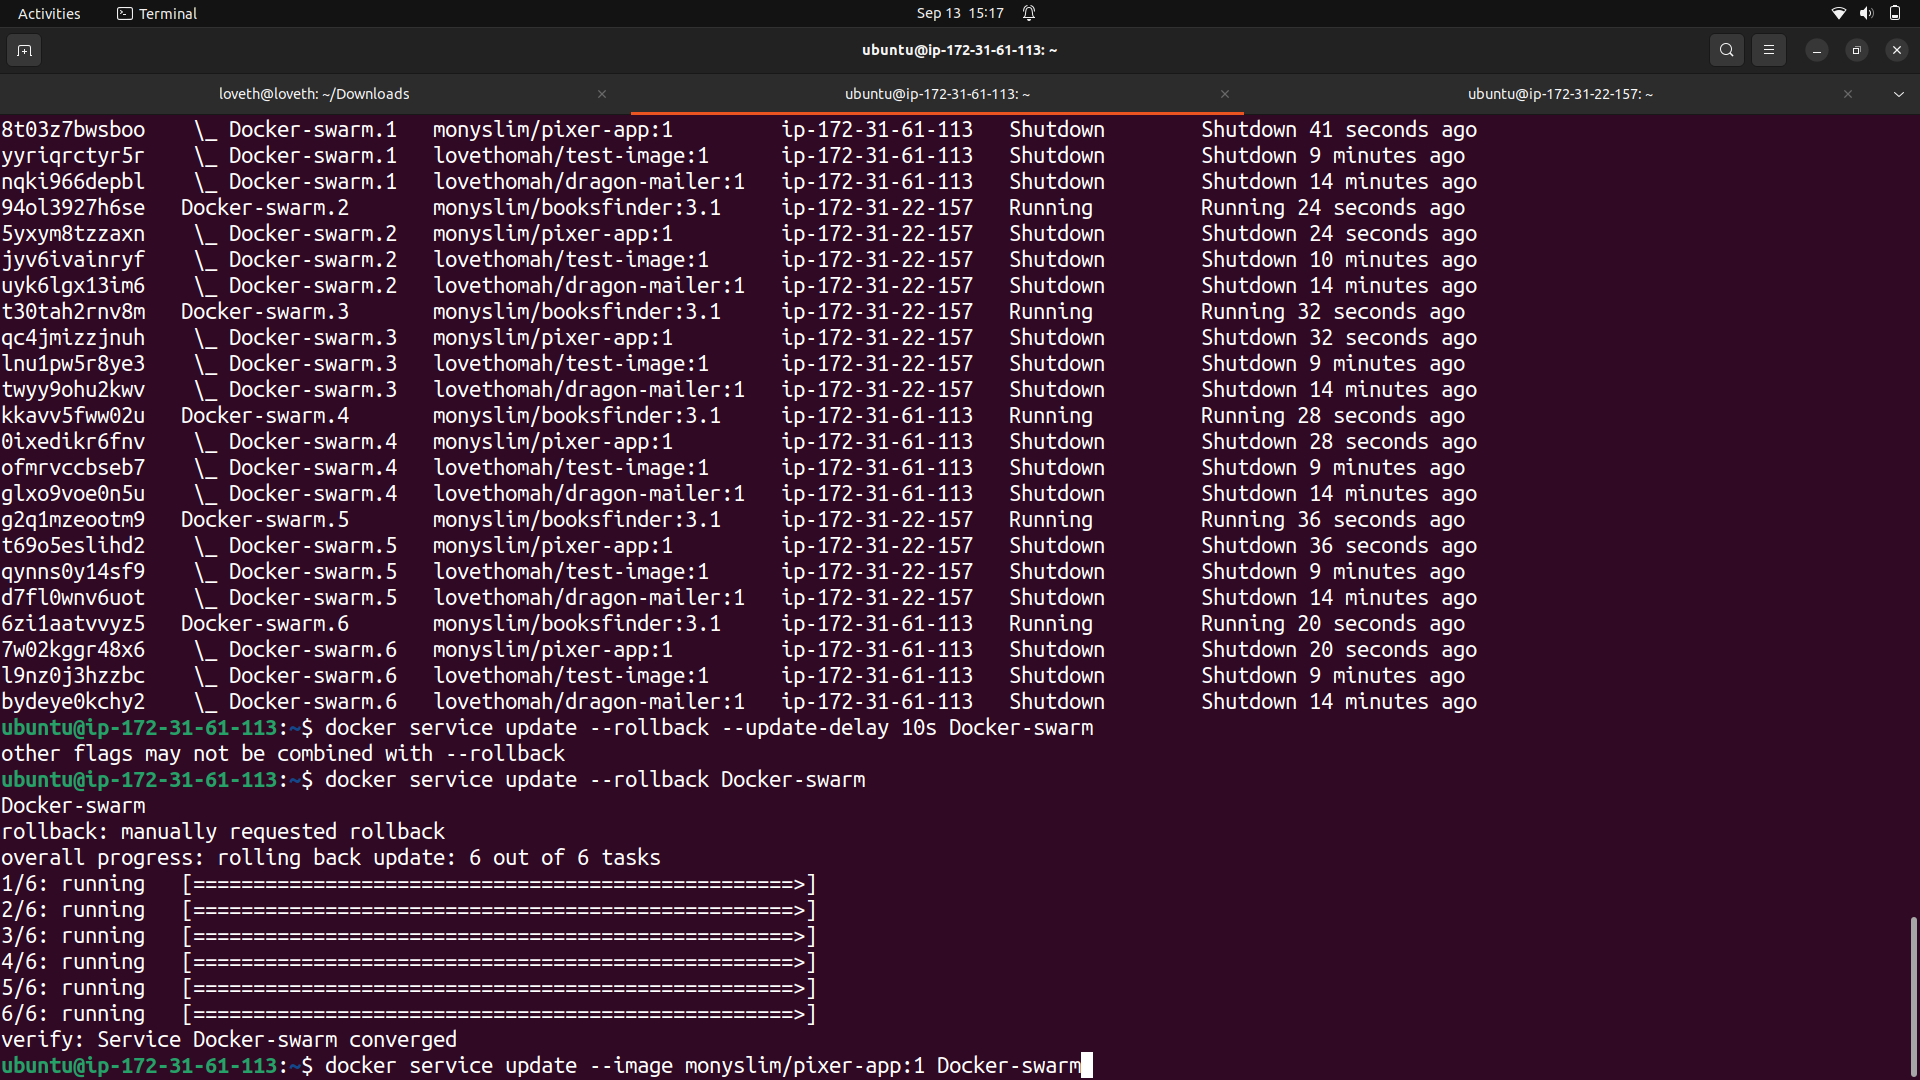 Activities Terminal Sep 13 15:17
ubuntu@ip-172-31-61-113: ~
loveth@loveth: ~/Downloads ubuntu@ip-172-31-61-113: ~ ubuntu@ip-172-31-22-157: ~
8t03z7bwsboo \_ Docker-swarm.1 monyslim/pixer-app:1 ip-172-31-61-113 Shutdown Shutdown 41 seconds ago
yyriqrctyr5r \_ Docker-swarm.1 lovethomah/test-image:1 ip-172-31-61-113 Shutdown Shutdown 9 minutes ago
nqki966depbl \_ Docker-swarm.1 lovethomah/dragon-mailer:1 ip-172-31-61-113 Shutdown Shutdown 14 minutes ago
94ol3927h6se Docker-swarm.2 monyslim/booksfinder:3.1 ip-172-31-22-157 Running Running 24 seconds ago
5yxym8tzzaxn \_ Docker-swarm.2 monyslim/pixer-app:1 ip-172-31-22-157 Shutdown Shutdown 24 seconds ago
jyv6ivainryf \_ Docker-swarm.2 lovethomah/test-image:1 ip-172-31-22-157 Shutdown Shutdown 10 minutes ago
uyk6lgx13im6 \_ Docker-swarm.2 lovethomah/dragon-mailer:1 ip-172-31-22-157 Shutdown Shutdown 14 minutes ago
t30tah2rnv8m Docker-swarm.3 monyslim/booksfinder:3.1 ip-172-31-22-157 Running Running 32 seconds ago
qc4jmizzjnuh \_ Docker-swarm.3 monyslim/pixer-app:1 ip-172-31-22-157 Shutdown Shutdown 32 seconds ago
lnu1pw5r8ye3 \_ Docker-swarm.3 lovethomah/test-image:1 ip-172-31-22-157 Shutdown Shutdown 9 minutes ago
twyy9ohu2kwv \_ Docker-swarm.3 lovethomah/dragon-mailer:1 ip-172-31-22-157 Shutdown Shutdown 14 minutes ago
kkavv5fww02u Docker-swarm.4 monyslim/booksfinder:3.1 ip-172-31-61-113 Running Running 28 seconds ago
0ixedikr6fnv \_ Docker-swarm.4 monyslim/pixer-app:1 ip-172-31-61-113 Shutdown Shutdown 28 seconds ago
ofmrvccbseb7 \_ Docker-swarm.4 lovethomah/test-image:1 ip-172-31-61-113 Shutdown Shutdown 9 minutes ago
glxo9voe0n5u \_ Docker-swarm.4 lovethomah/dragon-mailer:1 ip-172-31-61-113 Shutdown Shutdown 14 minutes ago
g2q1mzeootm9 Docker-swarm.5 monyslim/booksfinder:3.1 ip-172-31-22-157 Running Running 36 seconds ago
t69o5eslihd2 \_ Docker-swarm.5 monyslim/pixer-app:1 ip-172-31-22-157 Shutdown Shutdown 36 seconds ago
qynns0y14sf9 \_ Docker-swarm.5 lovethomah/test-image:1 ip-172-31-22-157 Shutdown Shutdown 9 minutes ago
d7fl0wnv6uot \_ Docker-swarm.5 lovethomah/dragon-mailer:1 ip-172-31-22-157 Shutdown Shutdown 14 minutes ago
6zi1aatvvyz5 Docker-swarm.6 monyslim/booksfinder:3.1 ip-172-31-61-113 Running Running 20 seconds ago
7w02kggr48x6 \_ Docker-swarm.6 monyslim/pixer-app:1 ip-172-31-61-113 Shutdown Shutdown 20 seconds ago
l9nz0j3hzzbc \_ Docker-swarm.6 lovethomah/test-image:1 ip-172-31-61-113 Shutdown Shutdown 9 minutes ago
bydeye0kchy2 \_ Docker-swarm.6 lovethomah/dragon-mailer:1 ip-172-31-61-113 Shutdown Shutdown 14 minutes ago
ubuntu@ip-172-31-61-113:~$ docker service update --rollback --update-delay 10s Docker-swarm
other flags may not be combined with --rollback
ubuntu@ip-172-31-61-113:~$ docker service update --rollback Docker-swarm
Docker-swarm
rollback: manually requested rollback
overall progress: rolling back update: 6 out of 6 tasks
1/6: running [==================================================>]
2/6: running [==================================================>]
3/6: running [==================================================>]
4/6: running [==================================================>]
5/6: running [==================================================>]
6/6: running [==================================================>]
verify: Service Docker-swarm converged
ubuntu@ip-172-31-61-113:~$ docker service update --image monyslim/pixer-app:1 Docker-swarm